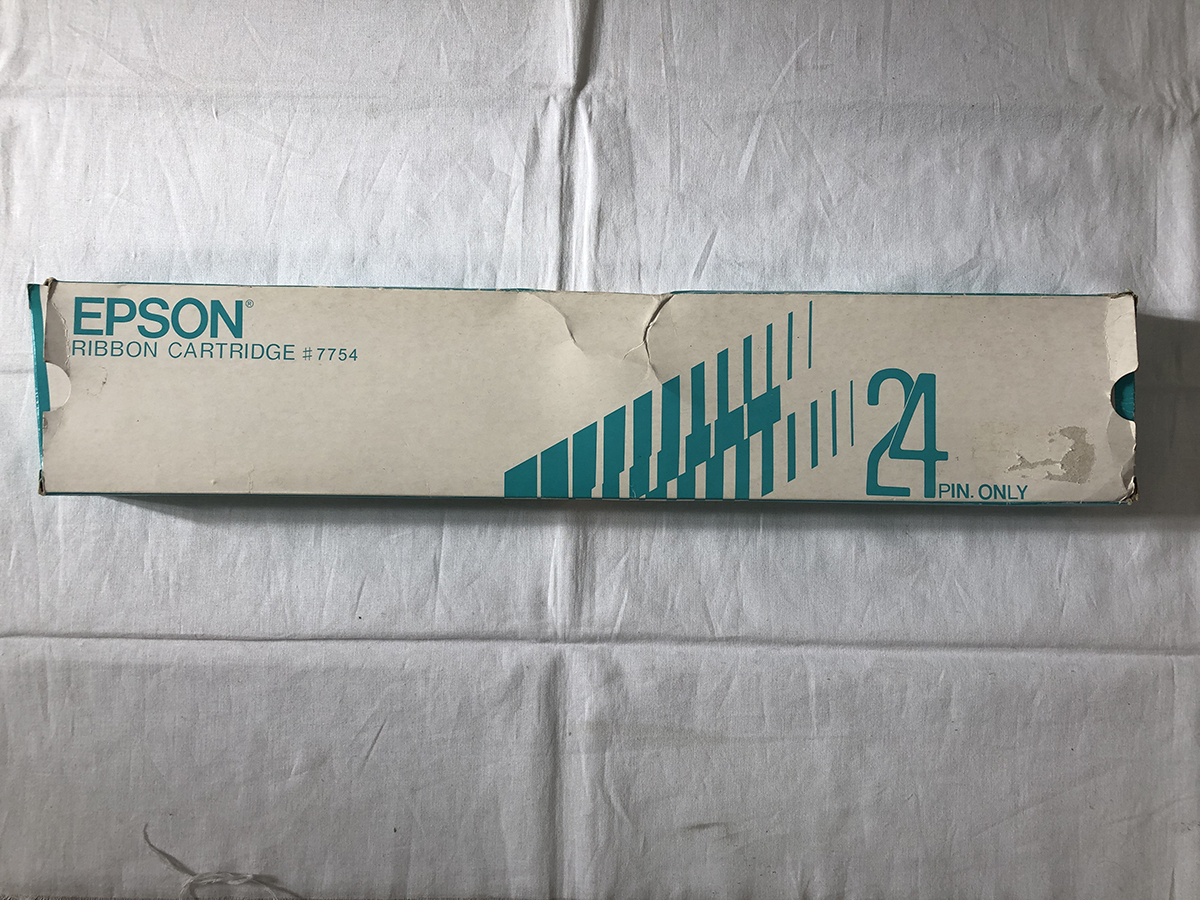 EPSON®
RIBBON CARTRIDGE #7754
24
PIN. ONLY